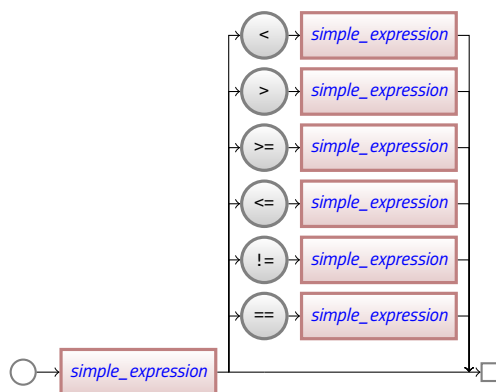 < simple_expression
> simple_expression
>= simple_expression
<= simple_expression
!= simple_expression
== simple_expression
simple_expression